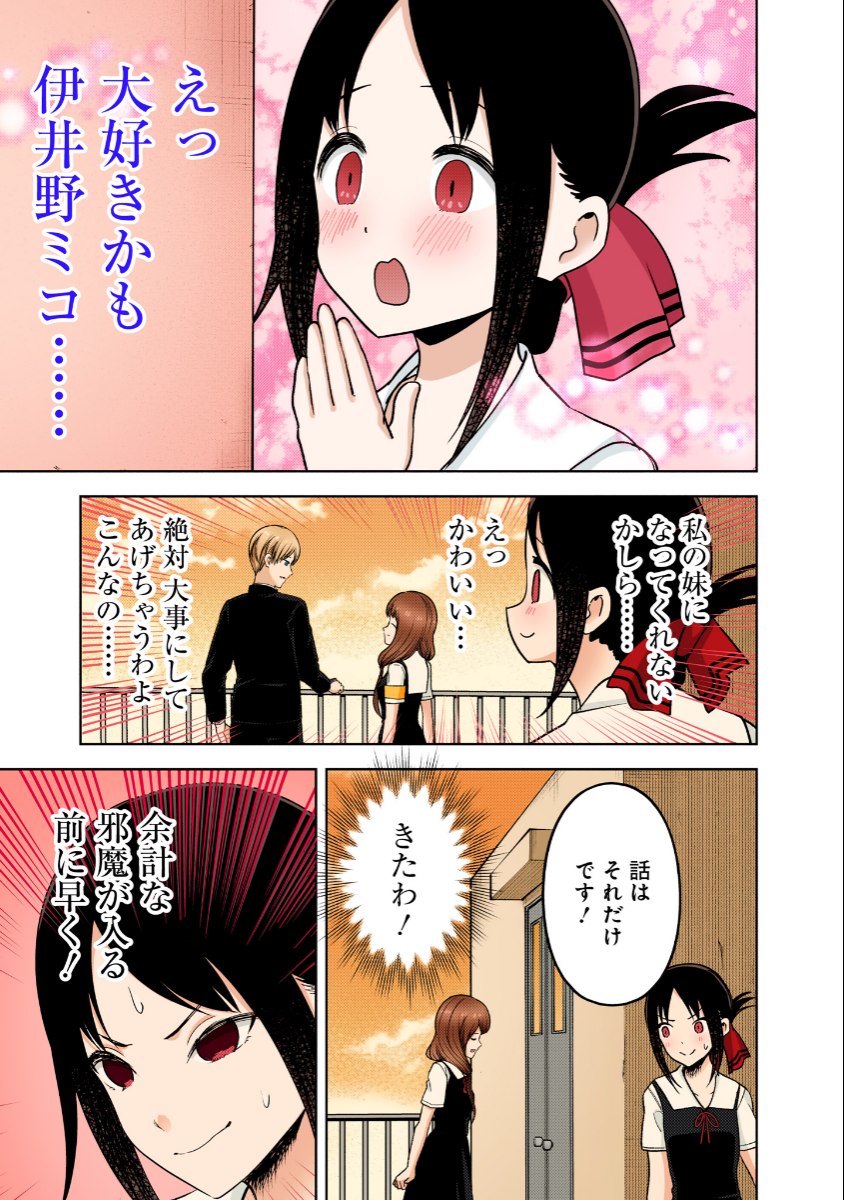 えっ
大好きかも
伊井野ミコ……
私の妹に
なってくれない
かしら……
えっ
かわいい…
絶対 大事にして
あげちゃうわよ
こんなの……
話は
それだけ
です！
きたわ！
余計な
邪魔が入る
前に早く！